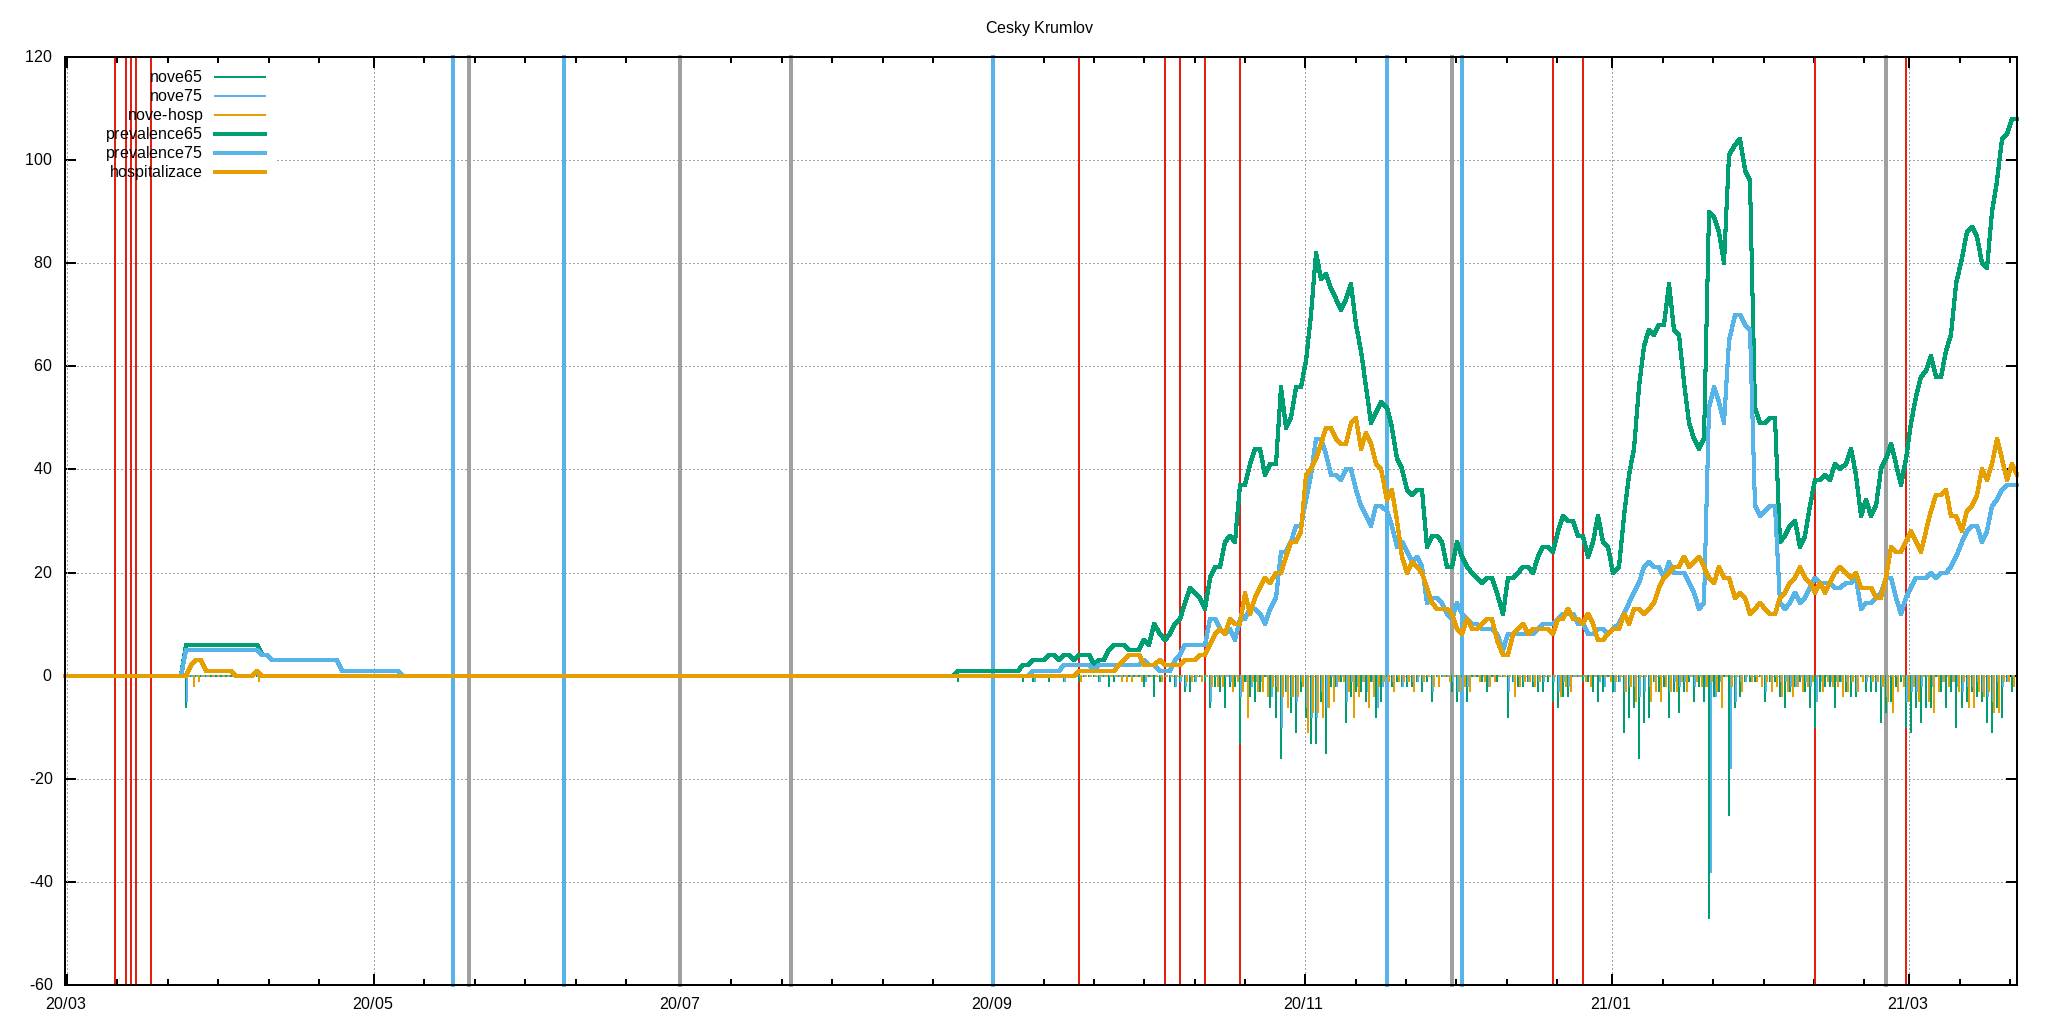 Cesky Krumlov
120
100
80
60
40
20
0
-20
-40
-60
nove65
nove75
nove-hosp
prevalence65
prevalence75
hospitalizace
20/03 20/05 20/07 20/09 20/11 21/01 21/03